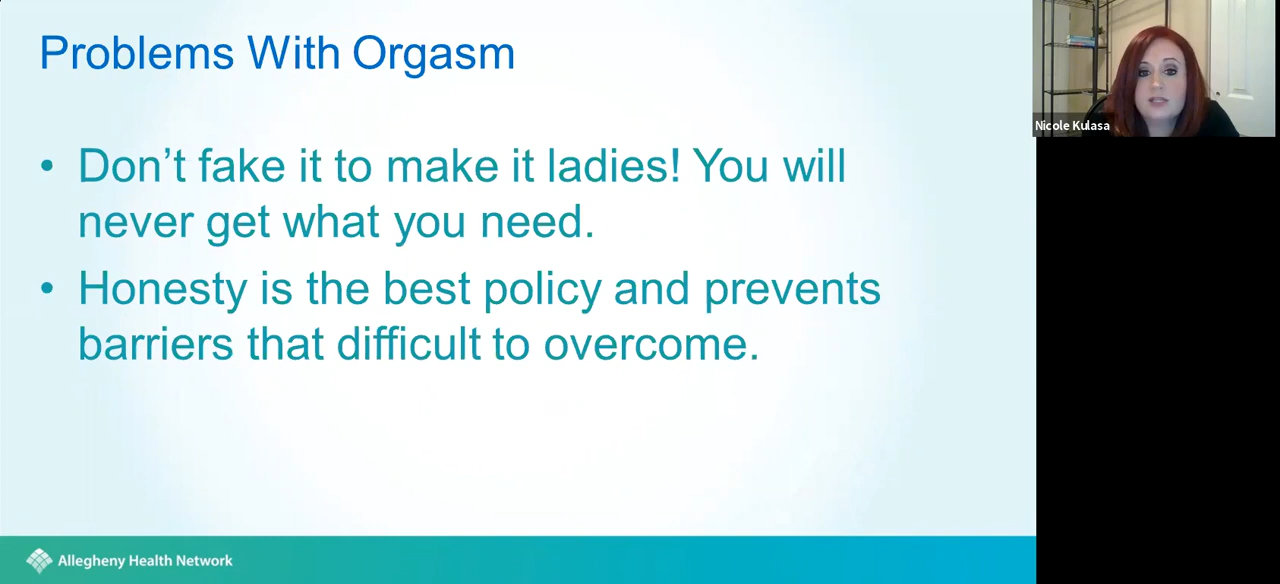 Problems With Orgasm
• Don’t fake it to make it ladies! You will
never get what you need.
• Honesty is the best policy and prevents
barriers that difficult to overcome.
Nicole Kulasa
Allegheny Health Network